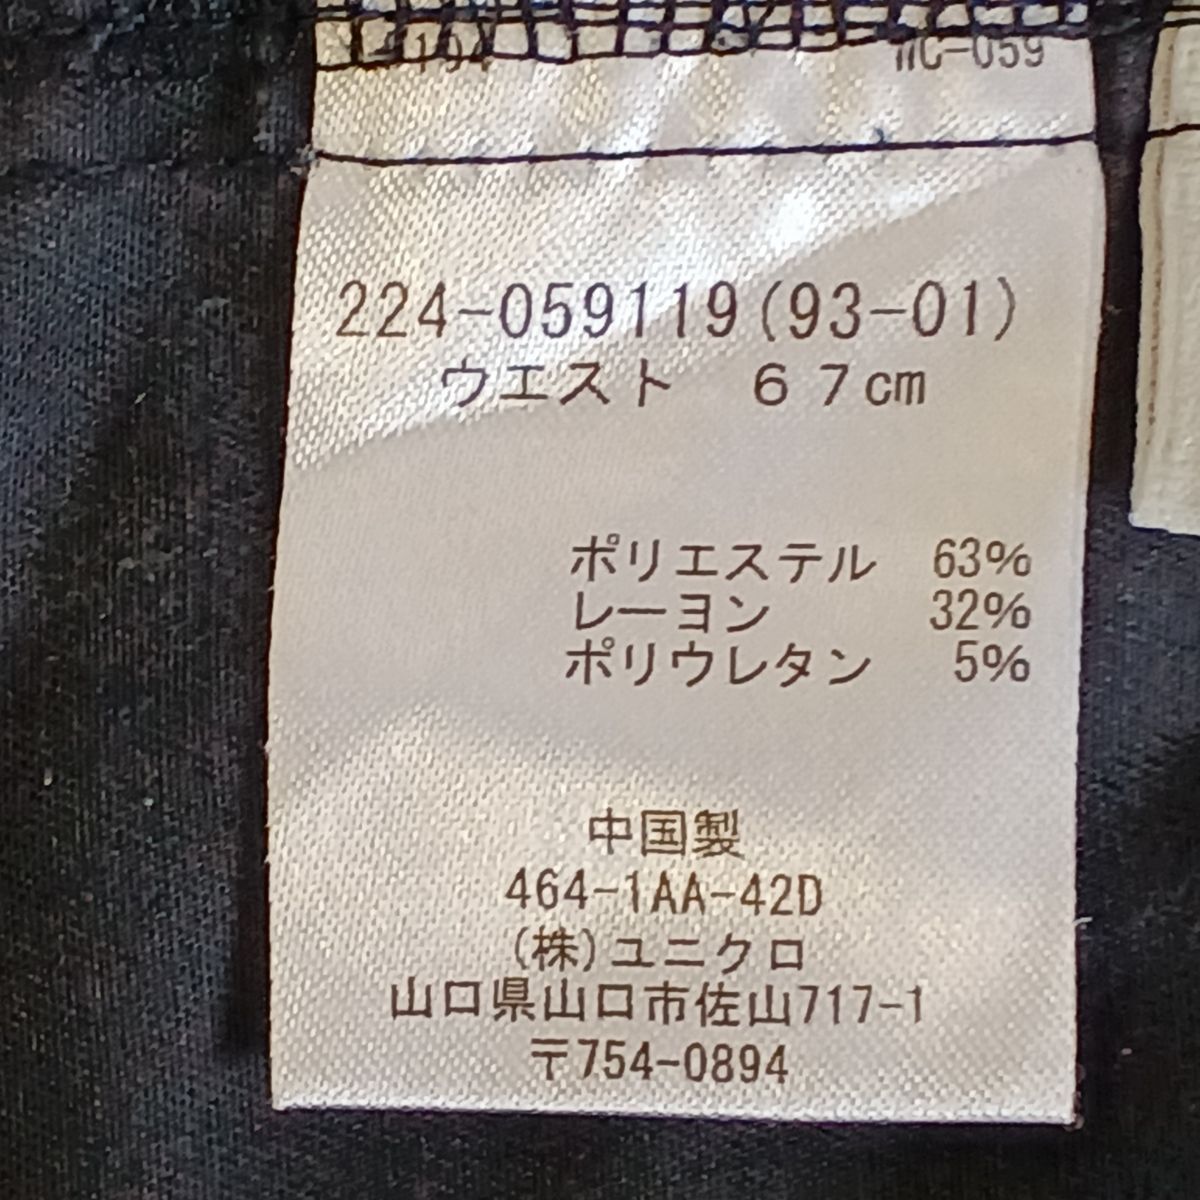 224-059119(93-01)
ウエスト 67cm
ポリエステル 63%
レーヨン 32%
ポリウレタン 5%
中国製
464-1AA-42D
(株)ユニクロ
山口県山口市佐山717-1
〒754-0894